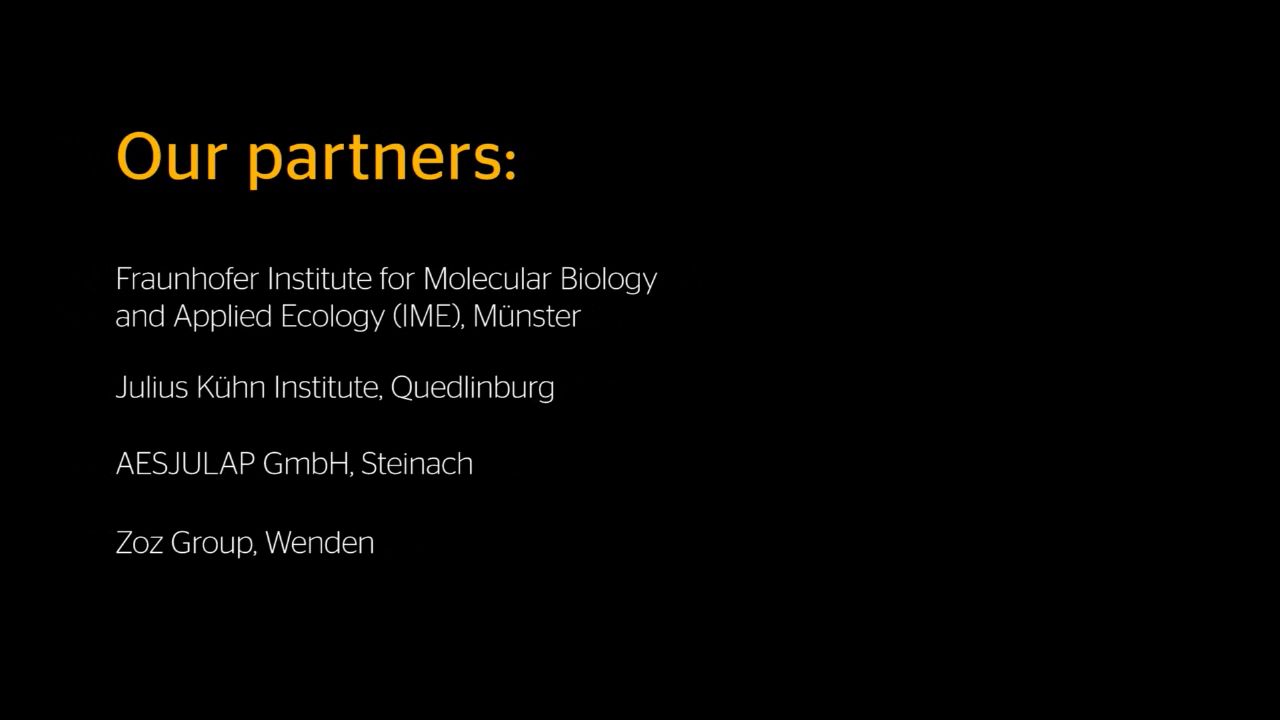 Our partners:
Fraunhofer Institute for Molecular Biology
and Applied Ecology (IME), Münster
Julius Kühn Institute, Quedlinburg
AESJULAP GmbH, Steinach
Zoz Group, Wenden